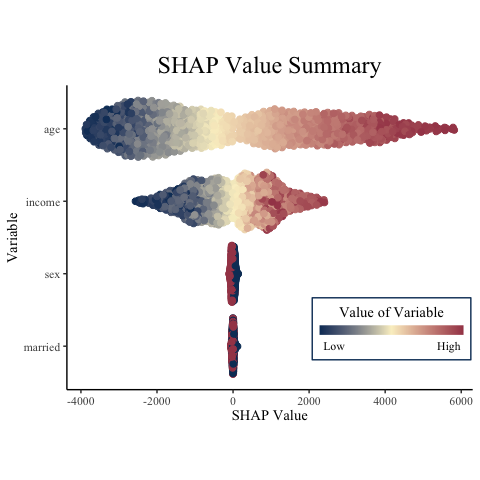 SHAP Value Summary
Variable
age
income
sex
married
Value of Variable
Low High
-4000 -2000 0 2000 4000 6000
SHAP Value